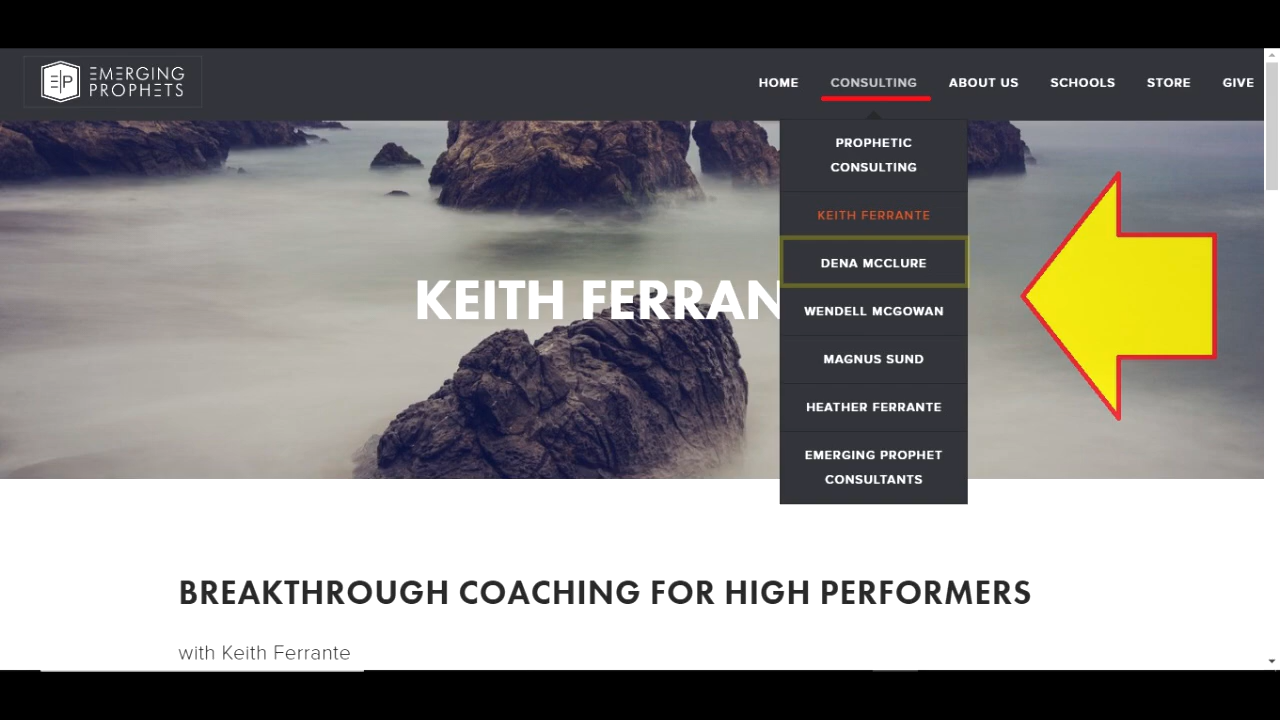 E|P EMERGING
PROPHETS
HOME CONSULTING ABOUT US SCHOOLS STORE GIVE
PROPHETIC
CONSULTING
KEITH FERRANTE
DENA MCCLURE
WENDELL MCGOWAN
MAGNUS SUND
HEATHER FERRANTE
EMERGING PROPHET
CONSULTANTS
KEITH FERRAN
BREAKTHROUGH COACHING FOR HIGH PERFORMERS
with Keith Ferrante